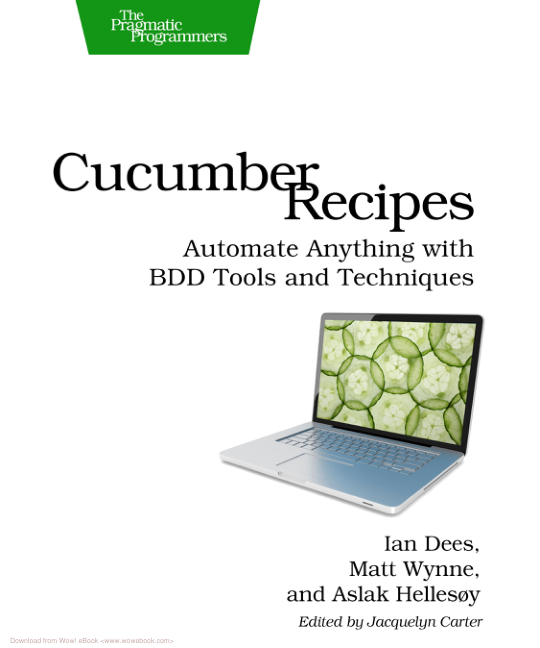 The
Pragmatic
Programmers
Cucumber
Recipes
Automate Anything with
BDD Tools and Techniques
Ian Dees,
Matt Wynne,
and Aslak Hellesøy
Edited by Jacquelyn Carter
Download from Wow! eBook <www.wowebook.com>